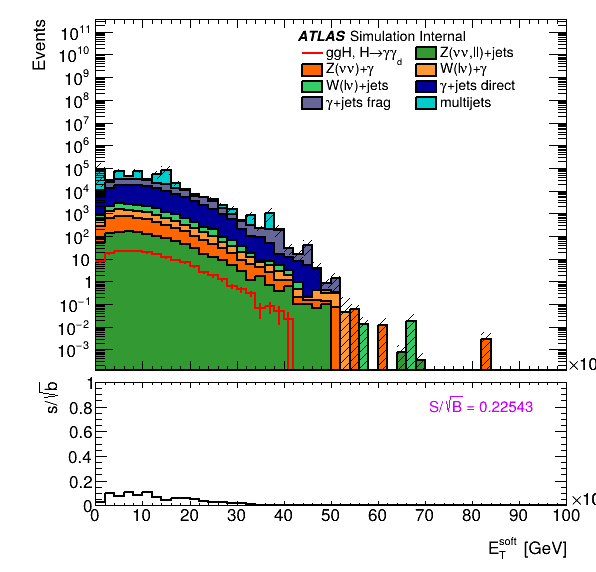 Events
ATLAS Simulation Internal
ggH, H→γγ_d
Z(νν,ll)+jets
Z(νν)+γ
W(lν)+γ
W(lν)+jets
γ+jets direct
γ+jets frag
multijets
10^11
10^10
10^9
10^8
10^7
10^6
10^5
10^4
10^3
10^2
10
1
10^−1
10^−2
10^−3
×10
s/√b
1
0.8
0.6
0.4
0.2
0
S/√B = 0.22543
0 10 20 30 40 50 60 70 80 90 100
×10
E_T^soft [GeV]